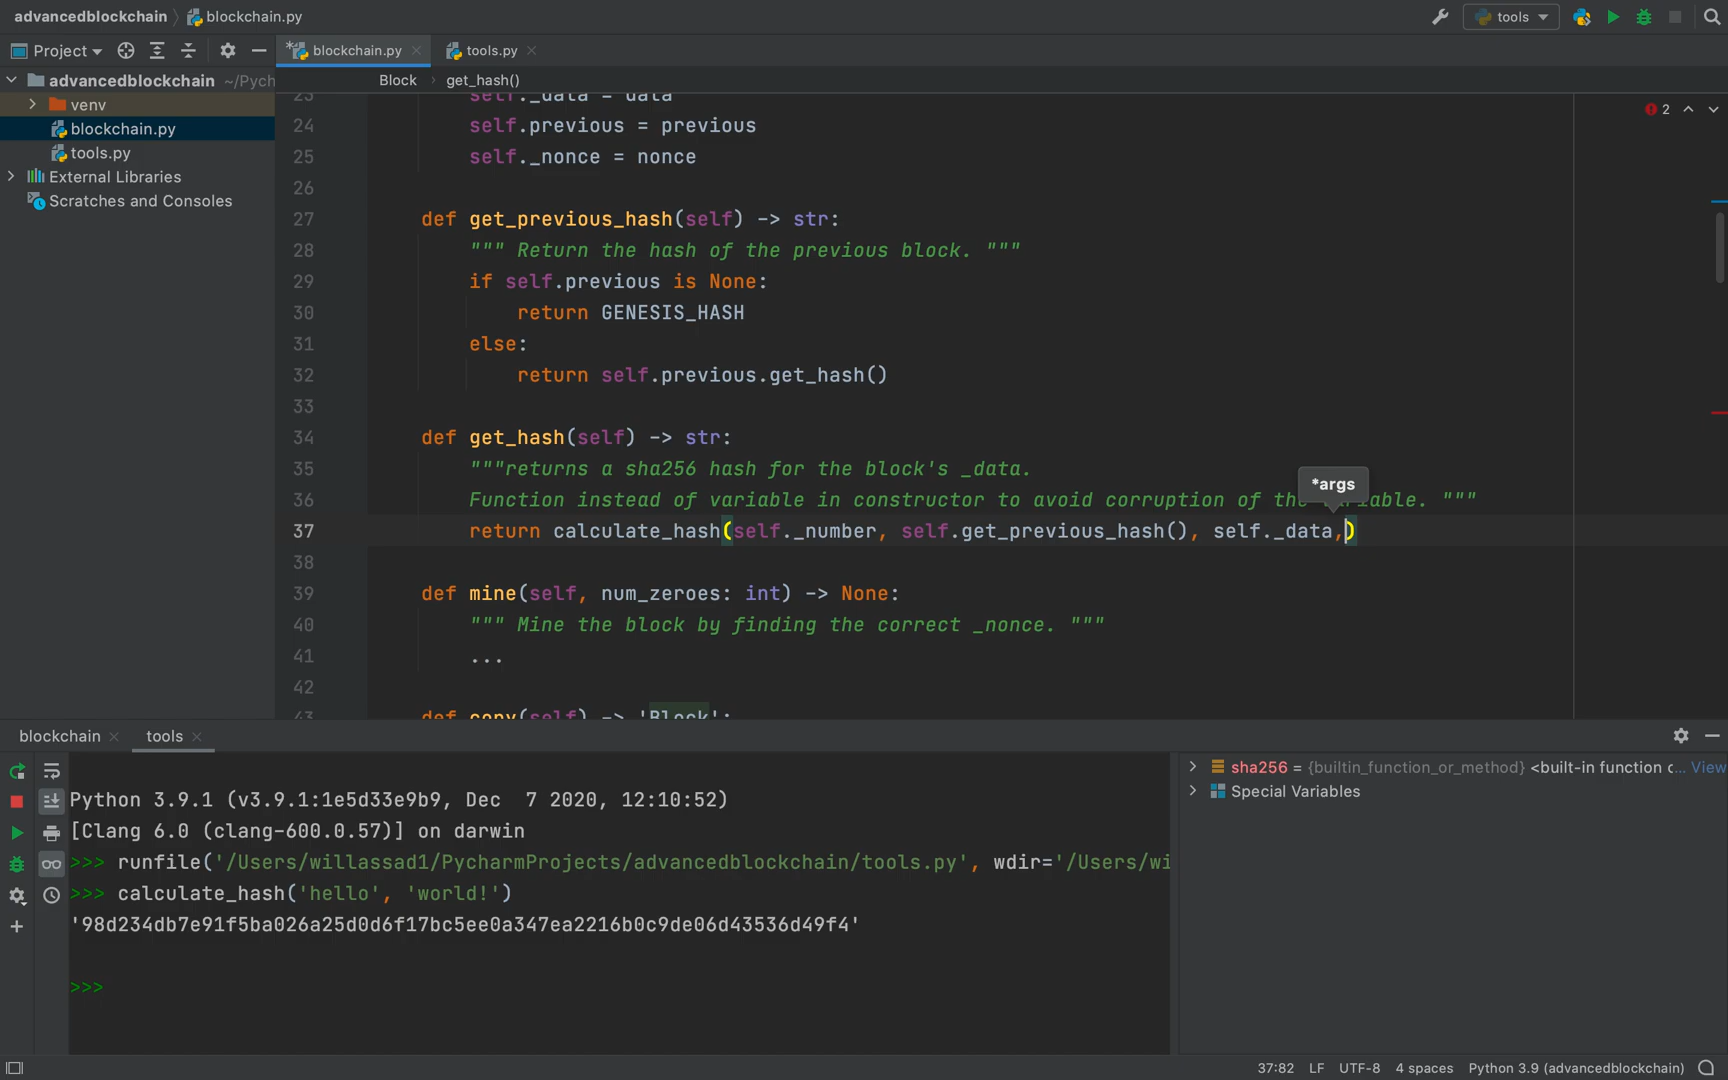 advancedblockchain blockchain.py
tools
Project
blockchain.py
tools.py
advancedblockchain ~/Pych
Block get_hash()
venv
2
23 self._data = data
blockchain.py
24 self.previous = previous
tools.py
25 self._nonce = nonce
External Libraries
26
Scratches and Consoles
27 def get_previous_hash(self) -> str:
28 """ Return the hash of the previous block. """
29 if self.previous is None:
30 return GENESIS_HASH
31 else:
32 return self.previous.get_hash()
33
34 def get_hash(self) -> str:
35 """returns a sha256 hash for the block's _data.
*args
36 Function instead of variable in constructor to avoid corruption of the variable. """
37 return calculate_hash(self._number, self.get_previous_hash(), self._data,)
38
39 def mine(self, num_zeroes: int) -> None:
40 """ Mine the block by finding the correct _nonce. """
41 ...
42
43 def copy(self) -> 'Block':
blockchain tools
Python 3.9.1 (v3.9.1:1e5d33e9b9, Dec  7 2020, 12:10:52)
[Clang 6.0 (clang-600.0.57)] on darwin
>>> runfile('/Users/willassad1/PycharmProjects/advancedblockchain/tools.py', wdir='/Users/wi
>>> calculate_hash('hello', 'world!')
'98d234db7e91f5ba026a25d0d6f17bc5ee0a347ea2216b0c9de06d43536d49f4'
>>>
sha256 = {builtin_function_or_method} <built-in function c... View
Special Variables
37:82 LF UTF-8 4 spaces Python 3.9 (advancedblockchain)